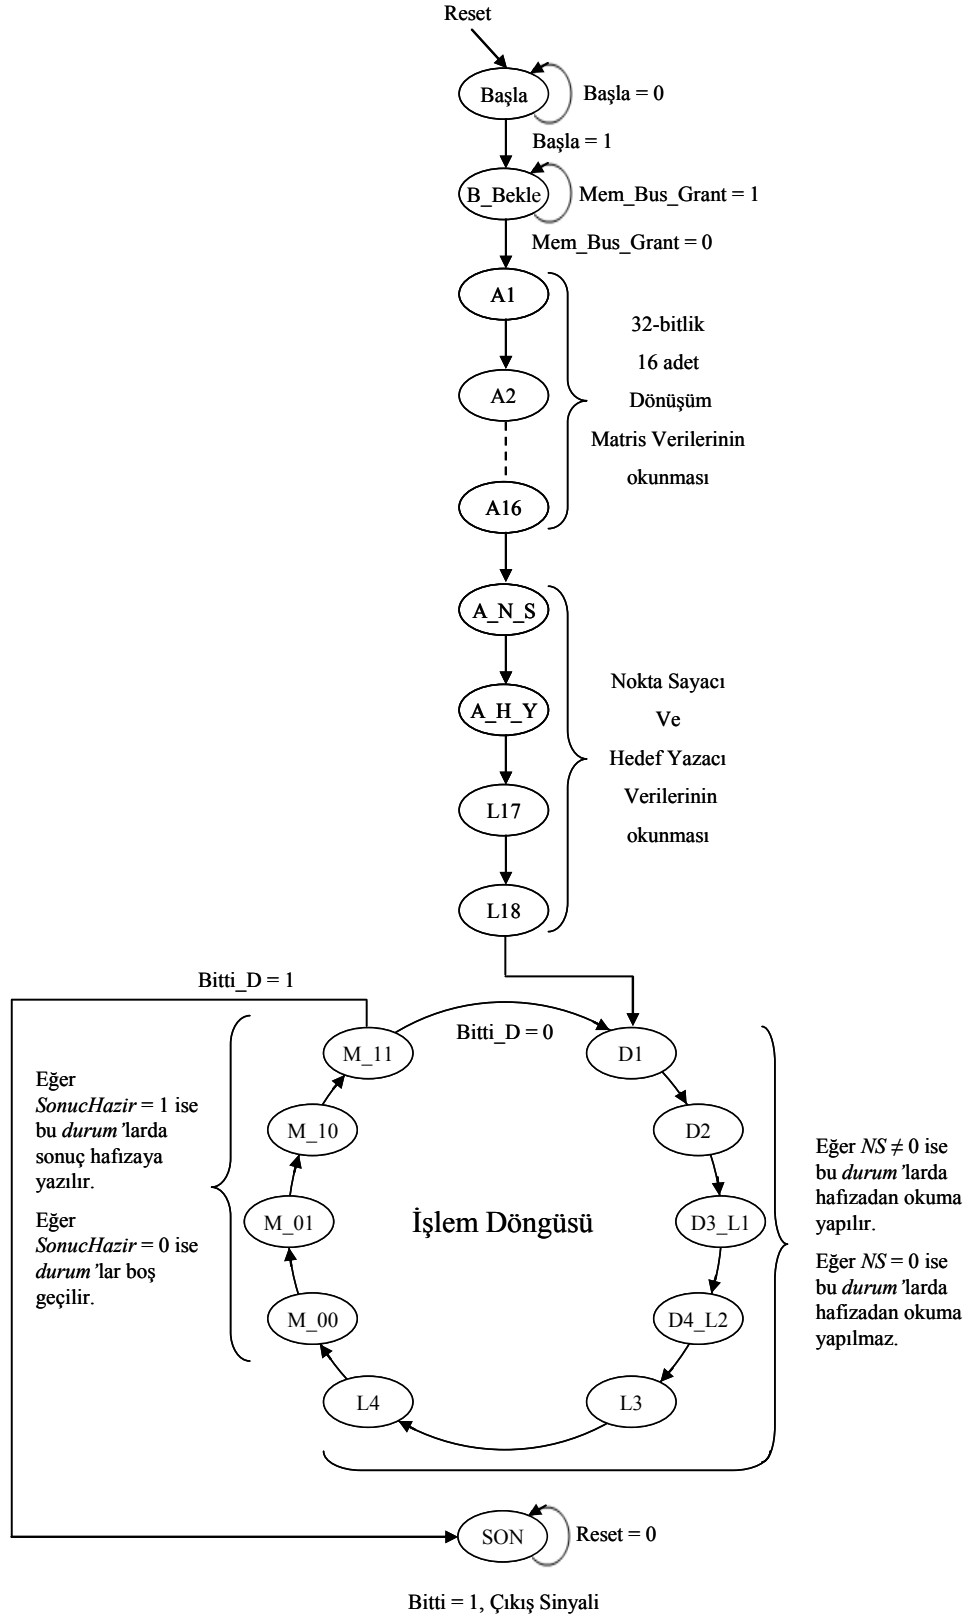 Reset
Başla
Başla = 0
Başla = 1
B_Bekle
Mem_Bus_Grant = 1
Mem_Bus_Grant = 0
A1
A2
A16
32-bitlik
16 adet
Dönüşüm
Matris Verilerinin
okunması
A_N_S
A_H_Y
L17
L18
Nokta Sayacı
Ve
Hedef Yazacı
Verilerinin
okunması
Bitti_D = 1
Bitti_D = 0
M_11
D1
M_10
D2
M_01
D3_L1
M_00
D4_L2
L4
L3
İşlem Döngüsü
Eğer
SonucHazir = 1 ise
bu durum’larda
sonuç hafızaya
yazılır.
Eğer
SonucHazir = 0 ise
durum’lar boş
geçilir.
Eğer NS ≠ 0 ise
bu durum’larda
hafızadan okuma
yapılır.
Eğer NS = 0 ise
bu durum’larda
hafizadan okuma
yapılmaz.
SON
Reset = 0
Bitti = 1, Çıkış Sinyali